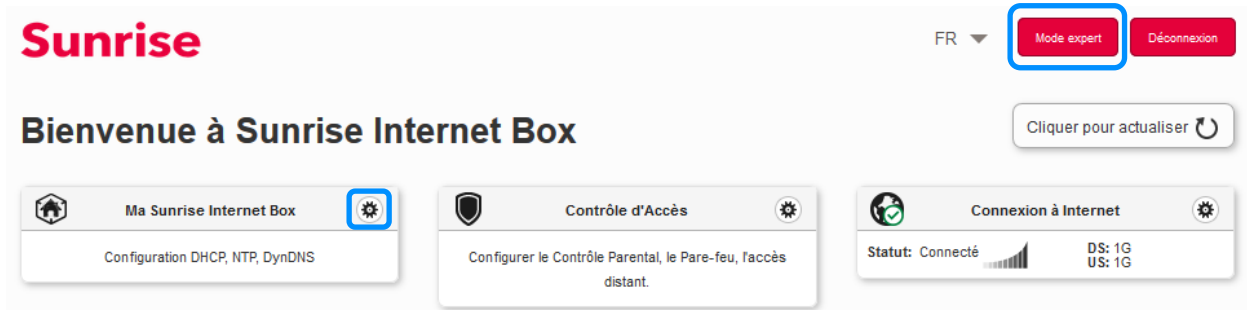 Sunrise
FR
Mode expert
Déconnexion
Bienvenue à Sunrise Internet Box
Cliquer pour actualiser
Ma Sunrise Internet Box
Configuration DHCP, NTP, DynDNS
Contrôle d'Accès
Configurer le Contrôle Parental, le Pare-feu, l'accès
distant.
Connexion à Internet
Statut: Connecté
DS: 1G
US: 1G